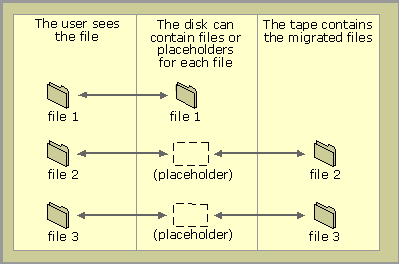 The user sees
the file
The disk can
contain files or
placeholders
for each file
The tape contains
the migrated files
file 1
file 1
file 2
(placeholder)
file 2
file 3
(placeholder)
file 3